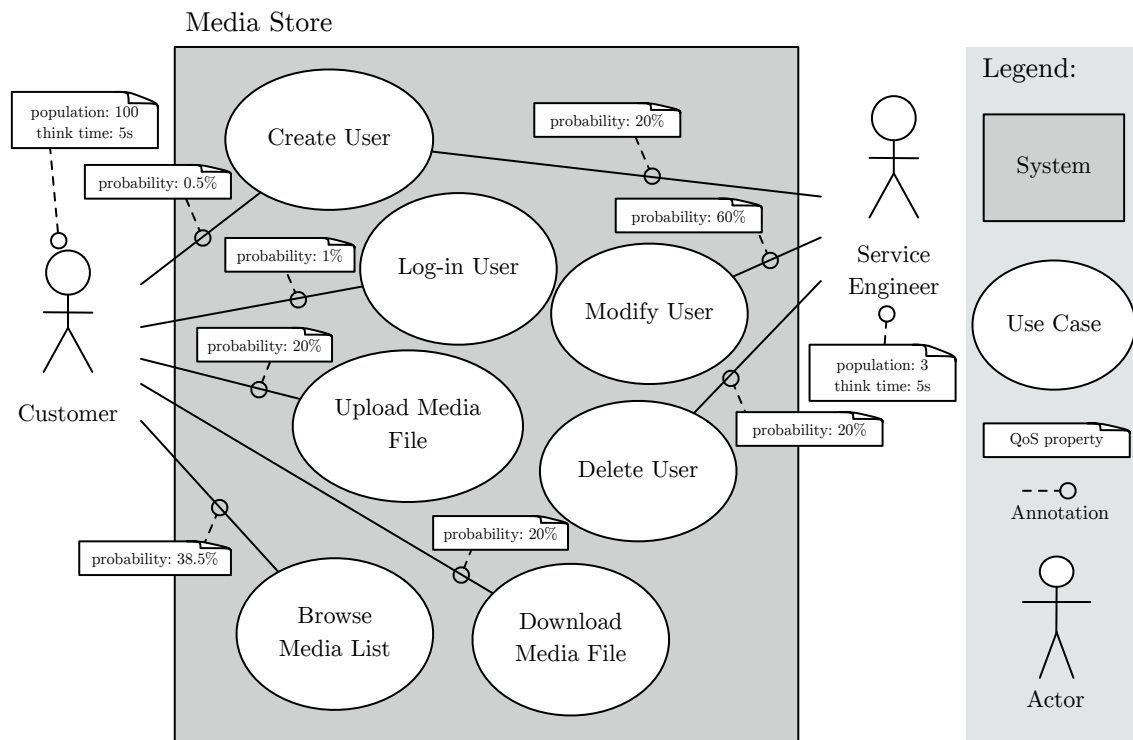 Media Store
population: 100
think time: 5s
probability: 0.5%
Create User
probability: 20%
probability: 1%
Log-in User
probability: 60%
Modify User
Service
Engineer
population: 3
think time: 5s
Customer
probability: 20%
Upload Media
File
probability: 20%
Delete User
probability: 38.5%
probability: 20%
Browse
Media List
Download
Media File
Legend:
System
Use Case
QoS property
Annotation
Actor